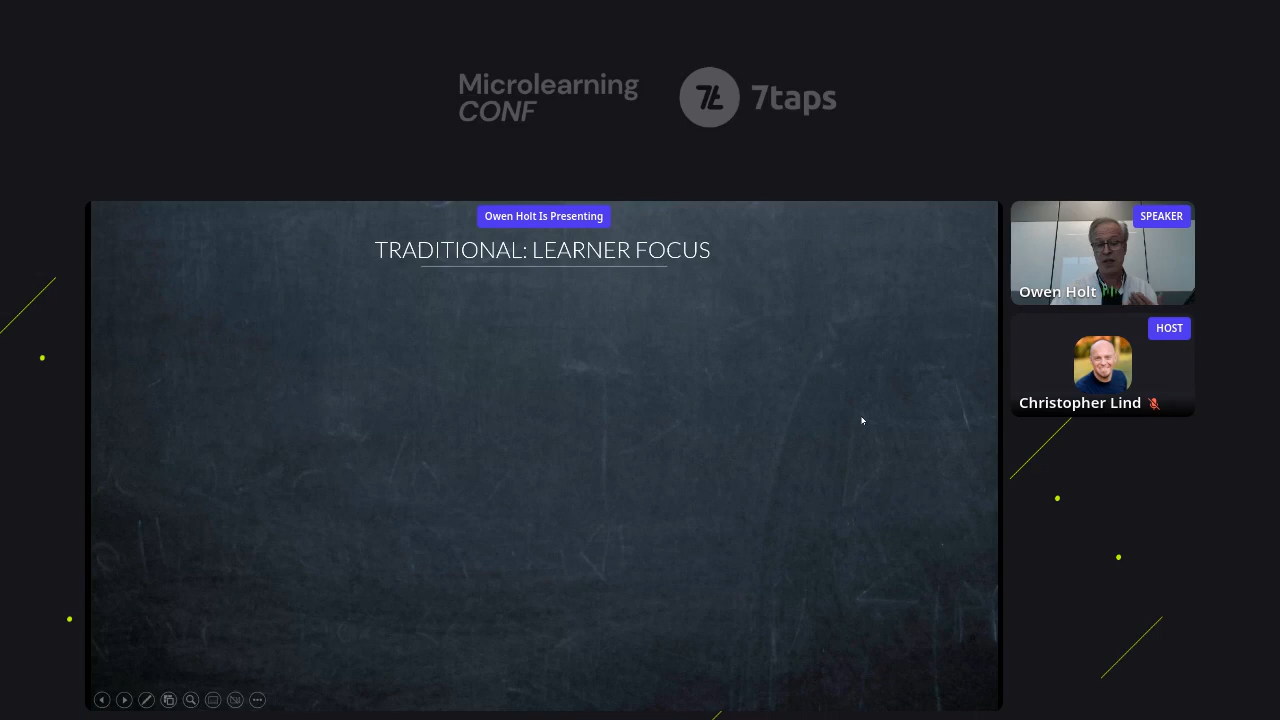 Microlearning
CONF
7taps
Owen Holt Is Presenting
TRADITIONAL: LEARNER FOCUS
SPEAKER
Owen Holt
HOST
Christopher Lind